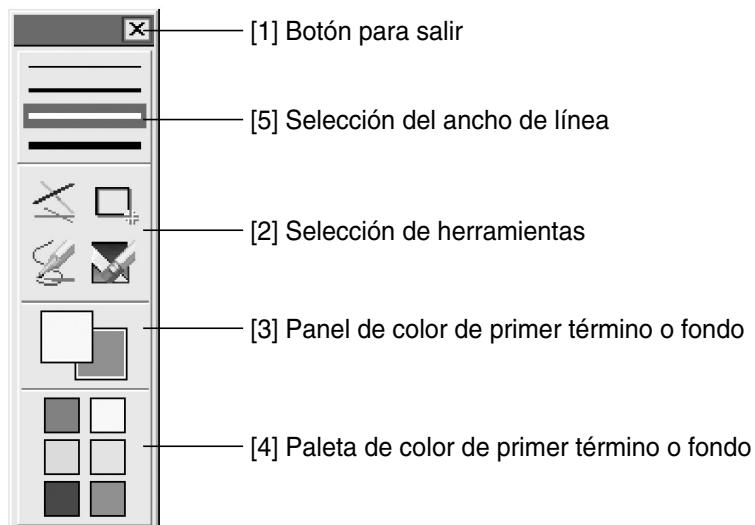 [1] Botón para salir
[5] Selección del ancho de línea
[2] Selección de herramientas
[3] Panel de color de primer término o fondo
[4] Paleta de color de primer término o fondo